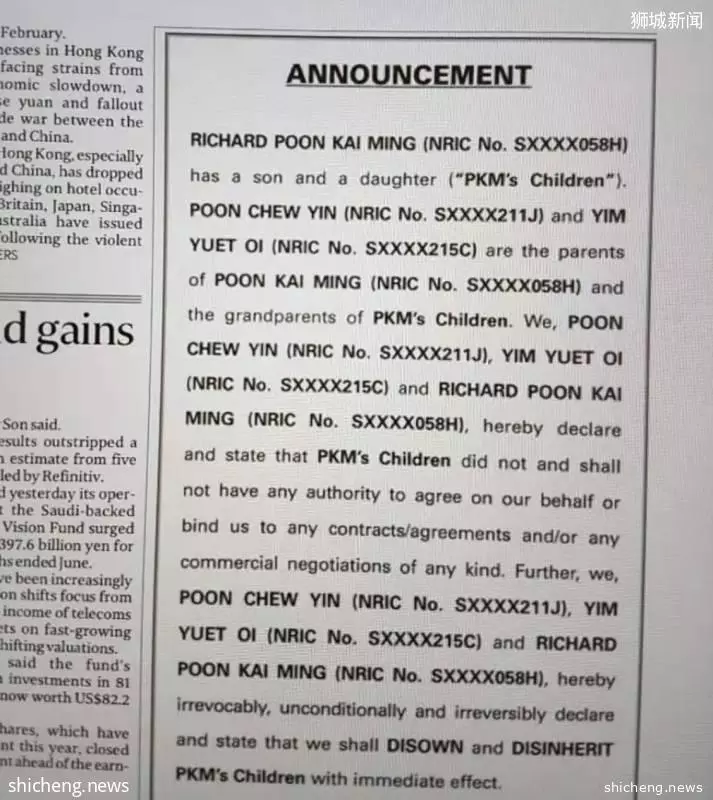 狮城新闻
February.
nesses in Hong Kong
facing strains from
nomic slowdown, a
se yuan and fallout
de war between the
and China.
Hong Kong, especially
d China, has dropped
ighing on hotel occu-
Britain, Japan, Singa-
ustralia have issued
ollowing the violent
ERS
d gains
Son said.
esults outstripped a
n estimate from five
led by Refinitiv.
d yesterday its oper-
t the Saudi-backed
Vision Fund surged
397.6 billion yen for
hs ended June.
ve been increasingly
on shifts focus from
income of telecoms
ets on fast-growing
hifting valuations.
said the fund's
investments in 81
now worth US$82.2
hares, which have
nt this year, closed
nt ahead of the earn-
ANNOUNCEMENT
RICHARD POON KAI MING (NRIC No. SXXXX058H)
has a son and a daughter ("PKM's Children").
POON CHEW YIN (NRIC No. SXXXX211J) and YIM
YUET OI (NRIC No. SXXXX215C) are the parents
of POON KAI MING (NRIC No. SXXXX058H) and
the grandparents of PKM's Children. We, POON
CHEW YIN (NRIC No. SXXXX211J), YIM YUET OI
(NRIC No. SXXXX215C) and RICHARD POON KAI
MING (NRIC No. SXXXX058H), hereby declare
and state that PKM's Children did not and shall
not have any authority to agree on our behalf or
bind us to any contracts/agreements and/or any
commercial negotiations of any kind. Further, we,
POON CHEW YIN (NRIC No. SXXXX211J), YIM
YUET OI (NRIC No. SXXXX215C) and RICHARD
POON KAI MING (NRIC No. SXXXX058H), hereby
irrevocably, unconditionally and irreversibly declare
and state that we shall DISOWN and DISINHERIT
PKM's Children with immediate effect.
shicheng.news
shicheng.news